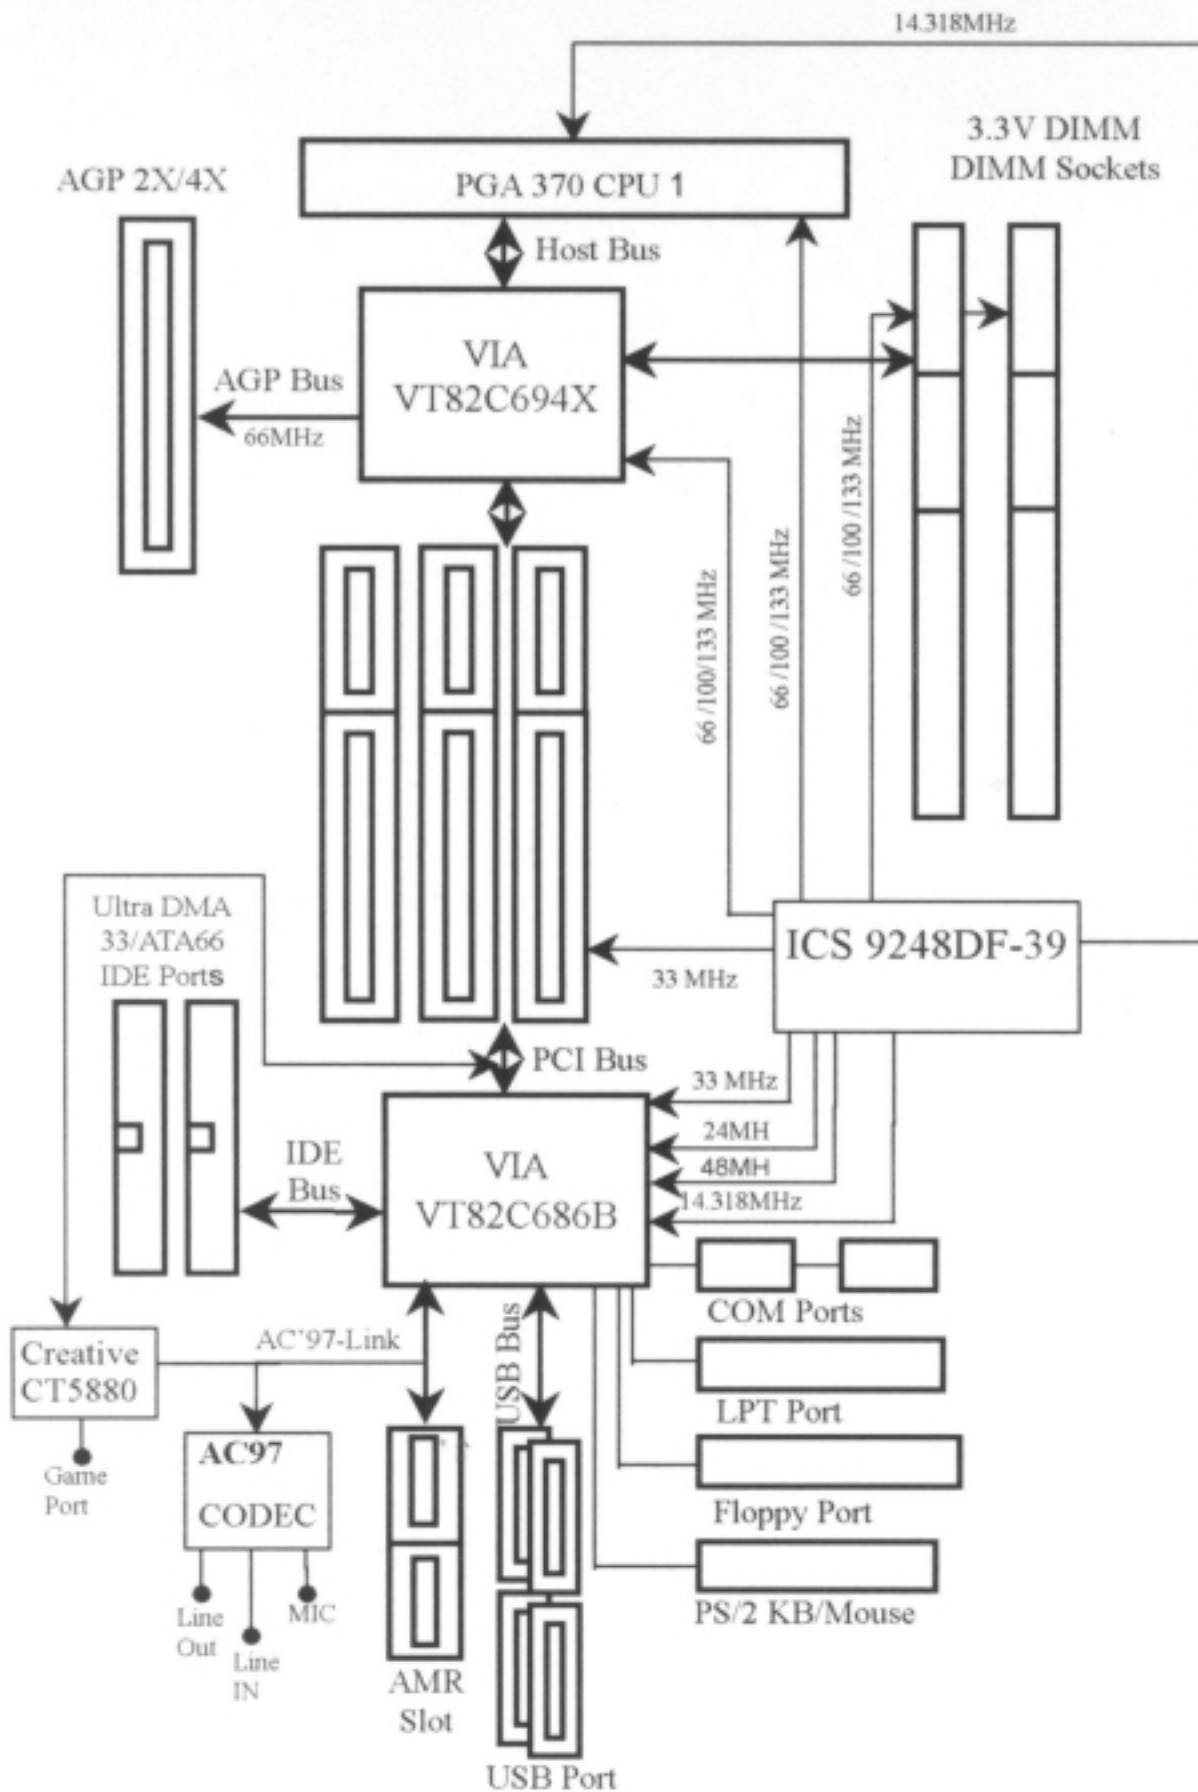 14.318MHz
3.3V DIMM
DIMM Sockets
AGP 2X/4X
PGA 370 CPU 1
Host Bus
VIA
VT82C694X
AGP Bus
66MHz
66 /100/133 MHz
66 /100 /133 MHz
66 /100 /133 MHz
Ultra DMA
33/ATA66
IDE Ports
ICS 9248DF-39
33 MHz
PCI Bus
33 MHz
24MH
48MH
14.318MHz
IDE
Bus
VIA
VT82C686B
COM Ports
AC'97-Link
USB Bus
Creative
CT5880
LPT Port
Game
Port
AC97
CODEC
Floppy Port
Line
Out
MIC
Line
IN
PS/2 KB/Mouse
AMR
Slot
USB Port